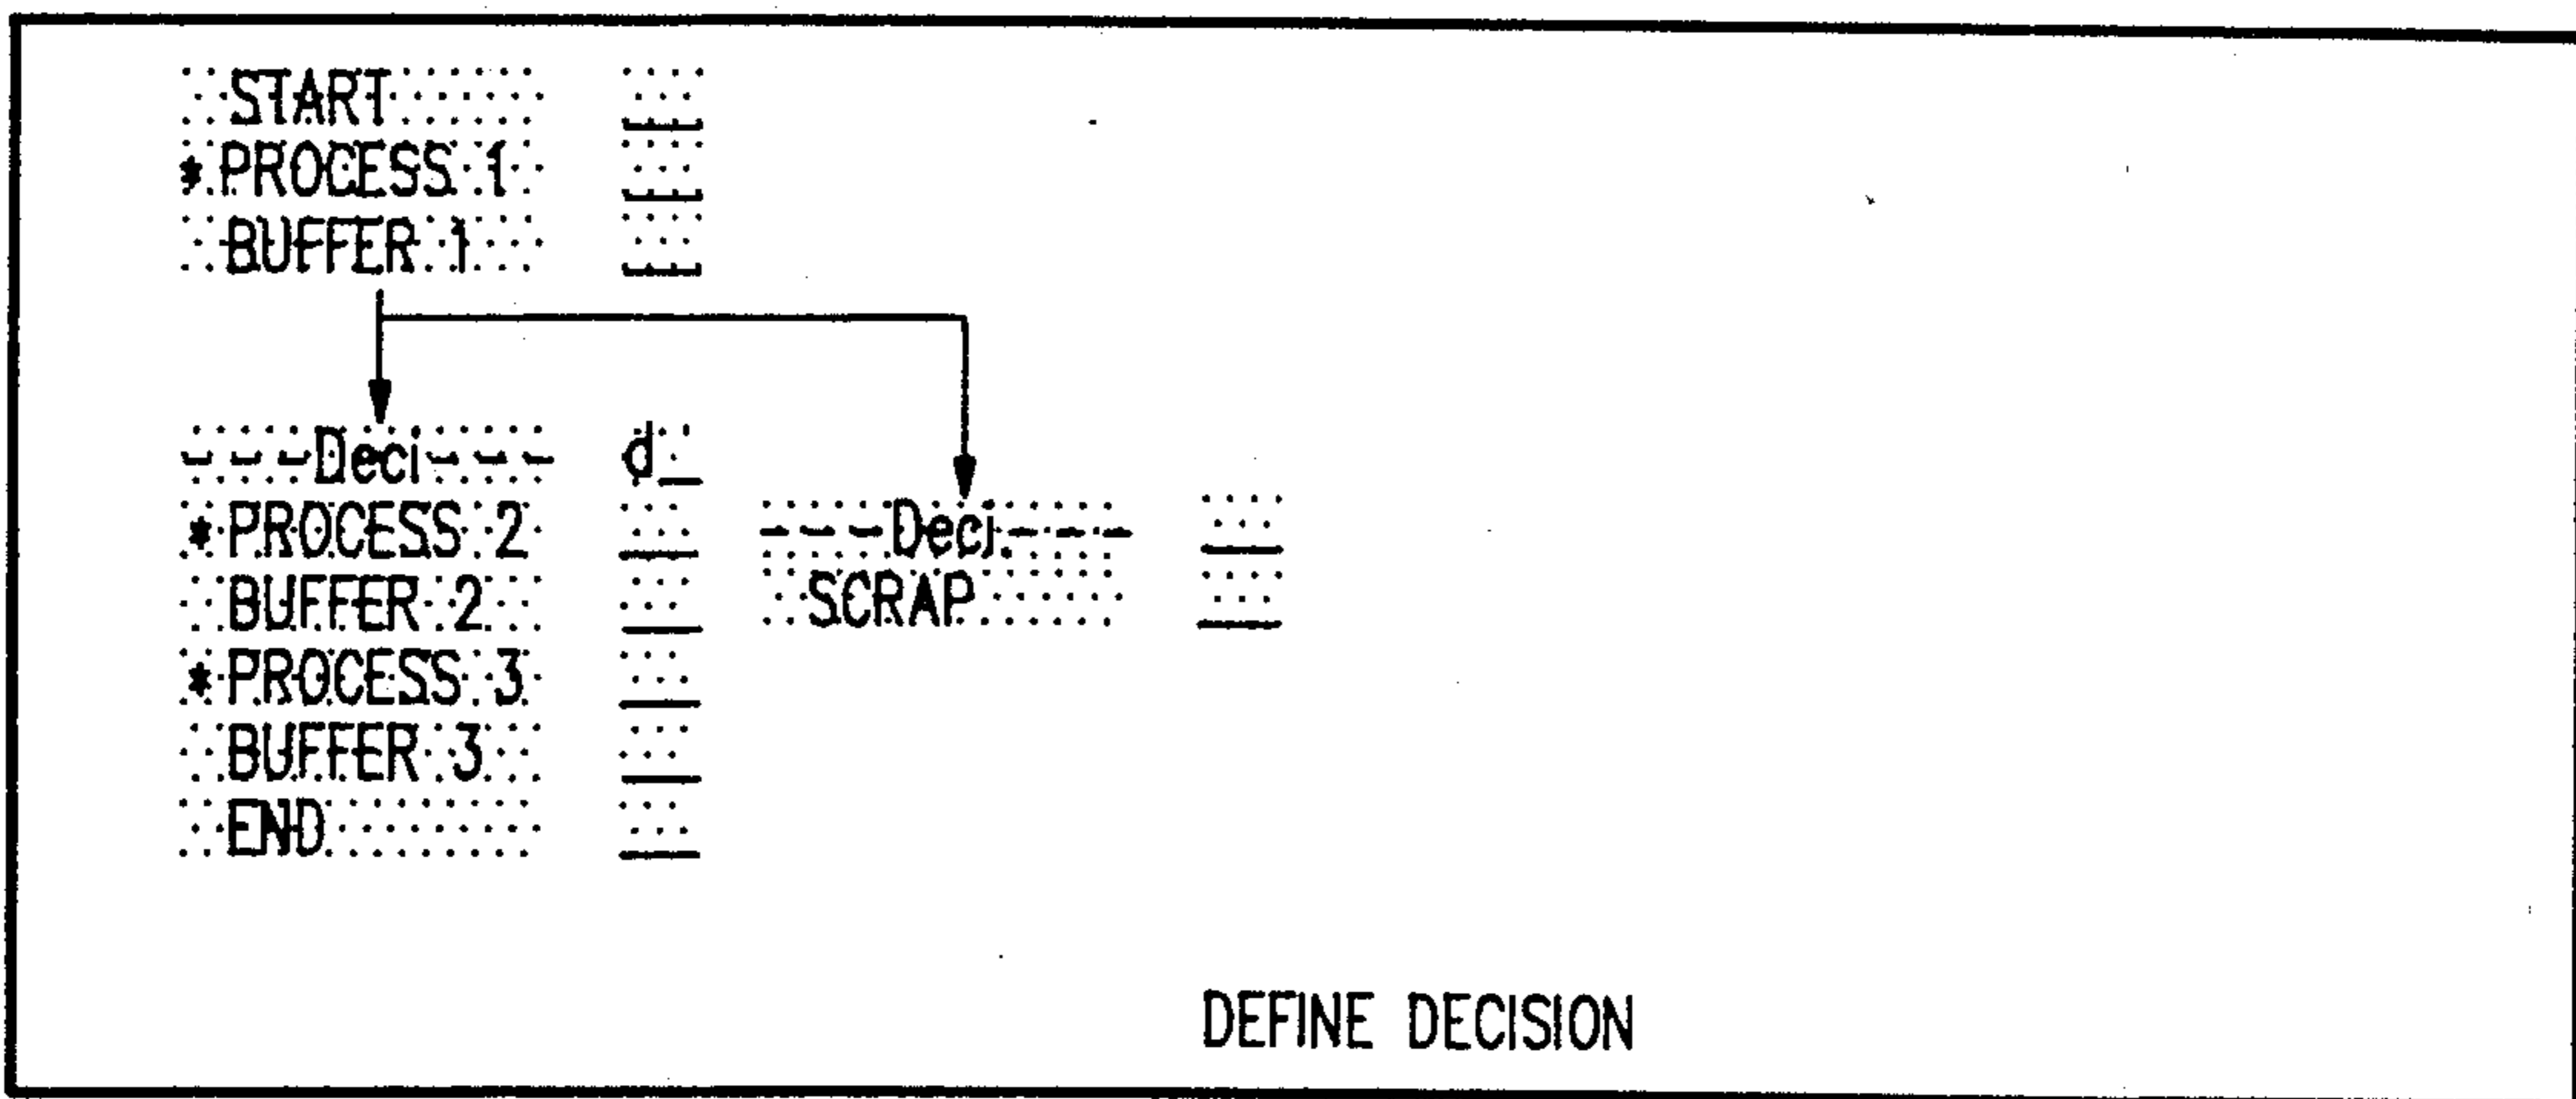 START
*PROCESS 1
BUFFER 1
---Deci--- d_
*PROCESS 2
---Deci.---
BUFFER 2
SCRAP
*PROCESS 3
BUFFER 3
END
DEFINE DECISION